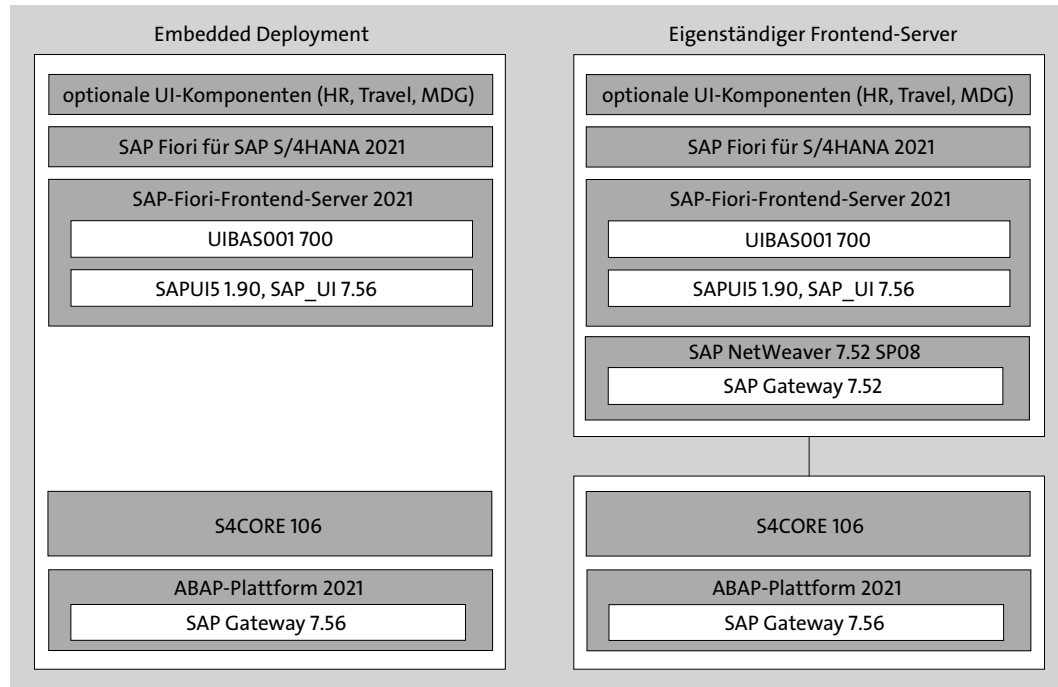 Embedded Deployment
optionale UI-Komponenten (HR, Travel, MDG)
SAP Fiori für SAP S/4HANA 2021
SAP-Fiori-Frontend-Server 2021
UIBAS001 700
SAPUI5 1.90, SAP_UI 7.56
S4CORE 106
ABAP-Plattform 2021
SAP Gateway 7.56
Eigenständiger Frontend-Server
optionale UI-Komponenten (HR, Travel, MDG)
SAP Fiori für S/4HANA 2021
SAP-Fiori-Frontend-Server 2021
UIBAS001 700
SAPUI5 1.90, SAP_UI 7.56
SAP NetWeaver 7.52 SP08
SAP Gateway 7.52
S4CORE 106
ABAP-Plattform 2021
SAP Gateway 7.56